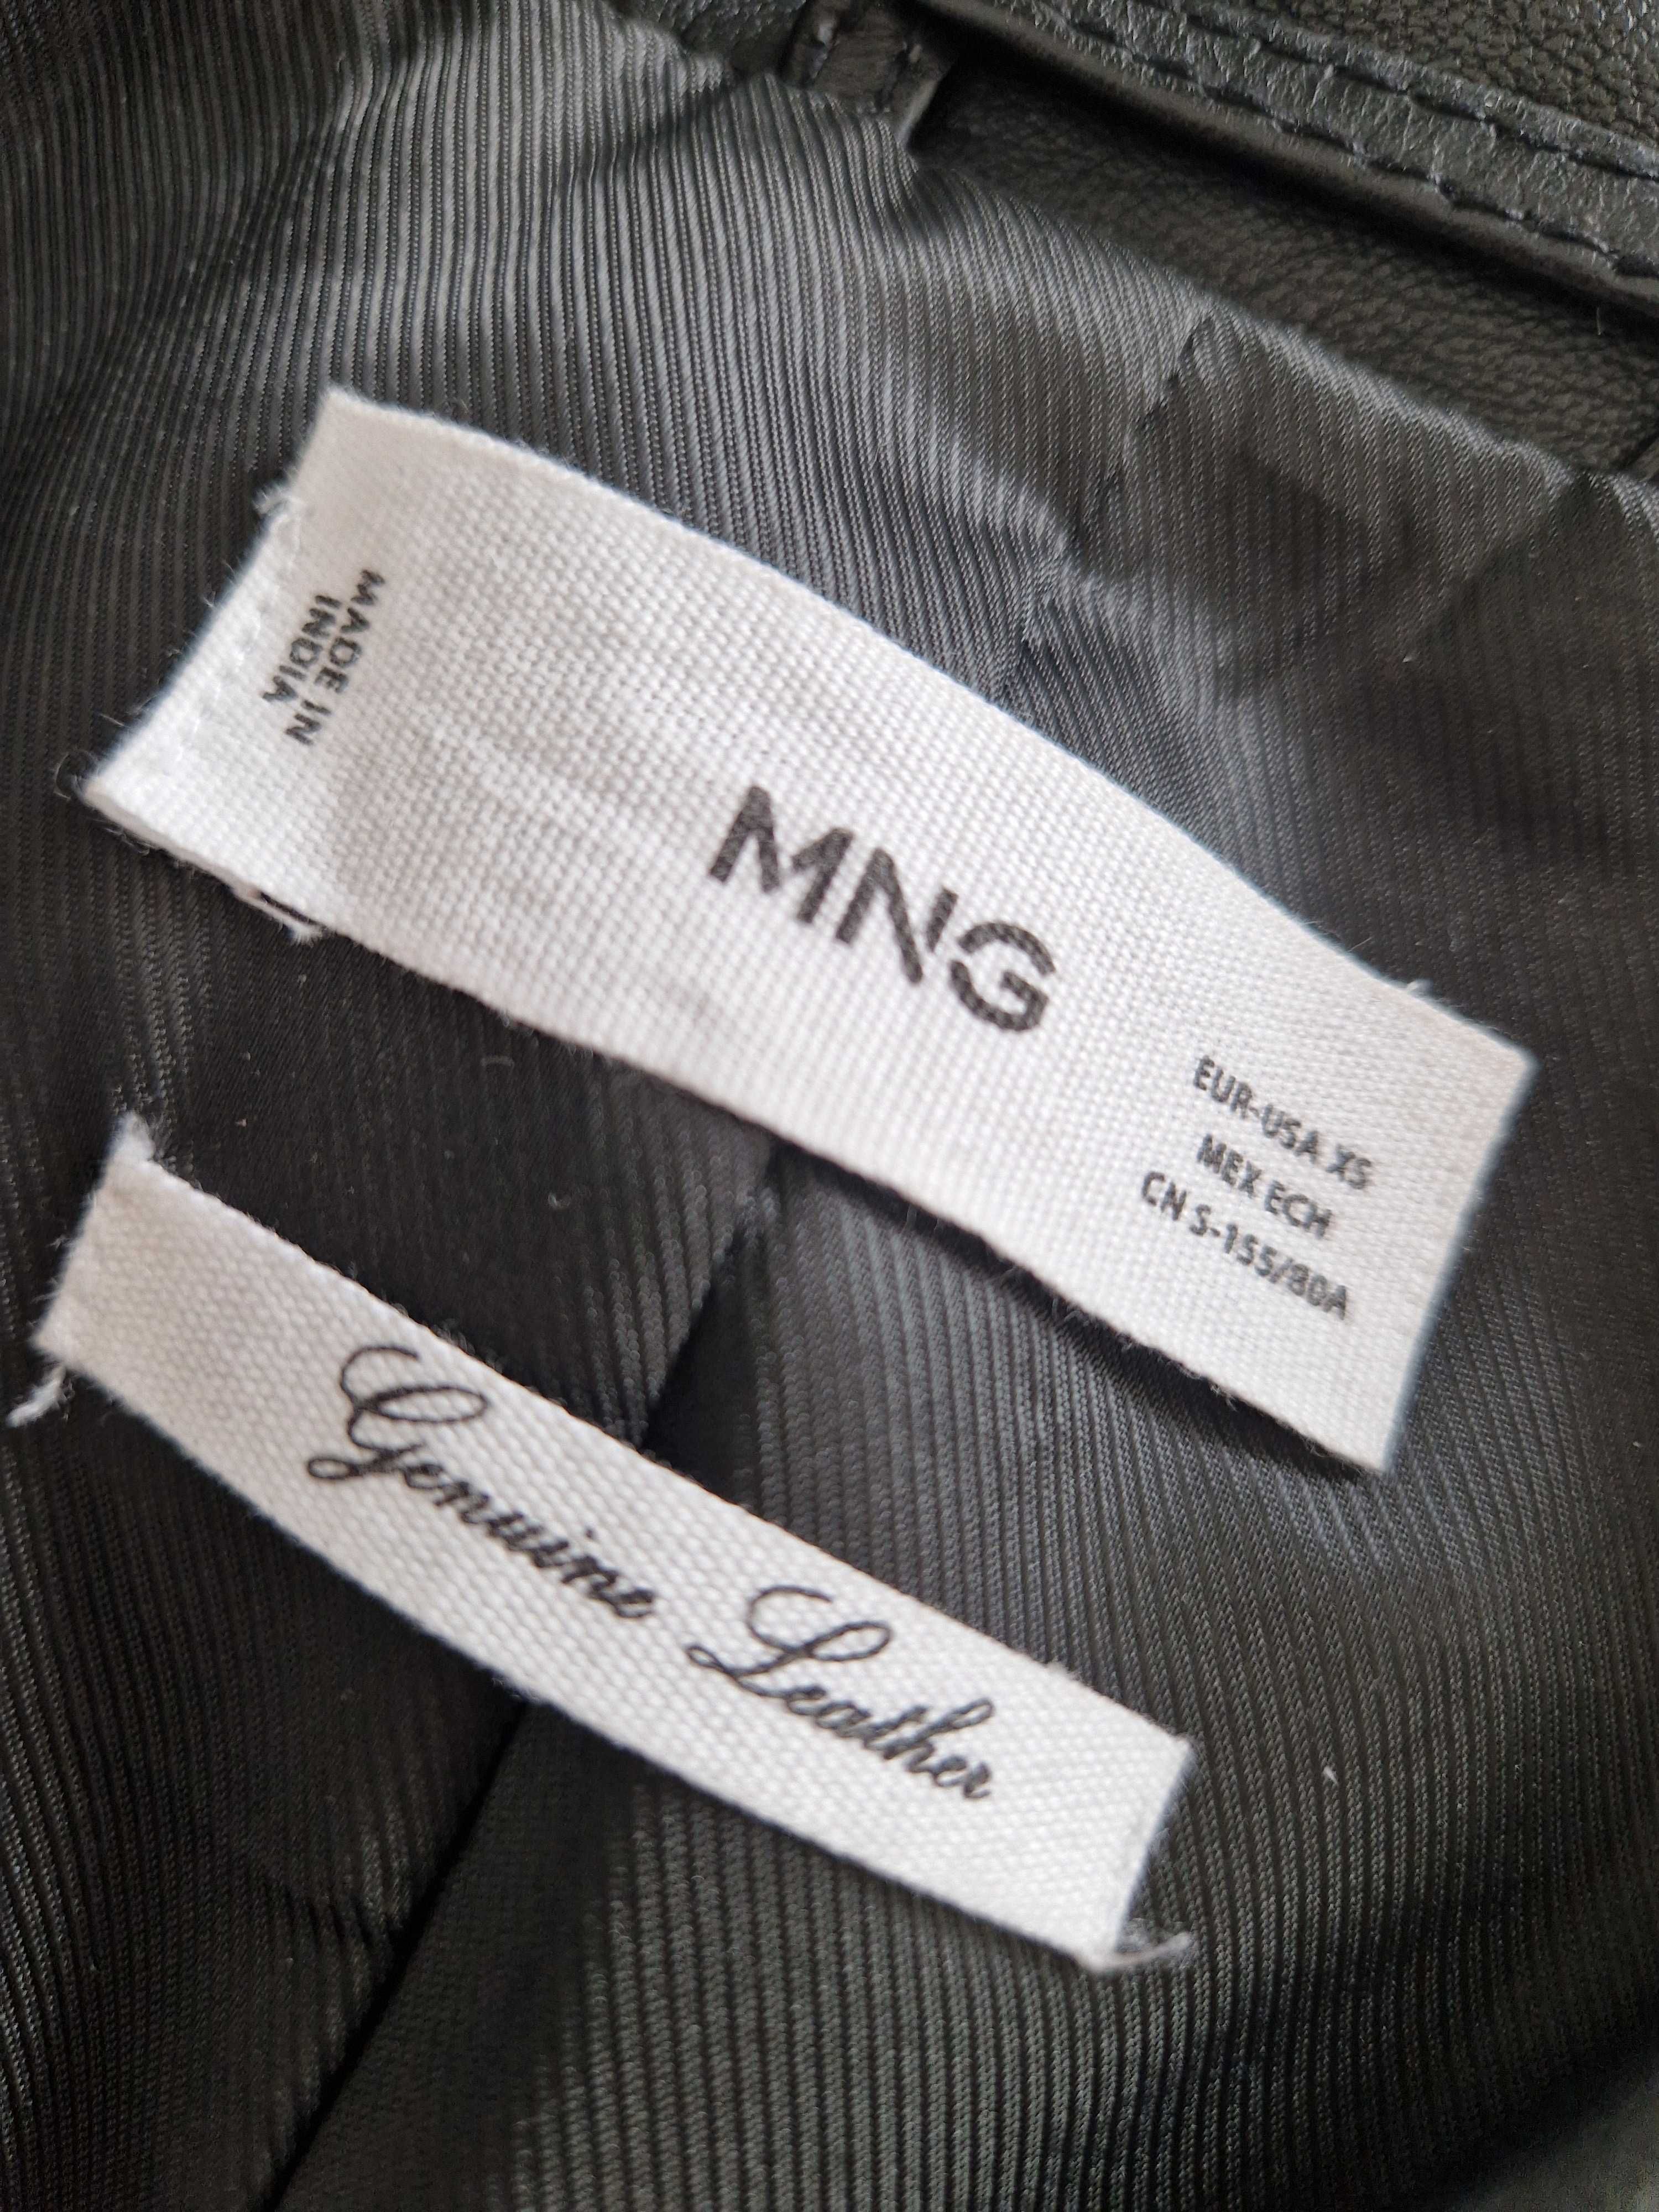 MADE IN
INDIA
MNG
EUR-USA XS
MEX ECH
CN S-155/80A
Genuine Leather